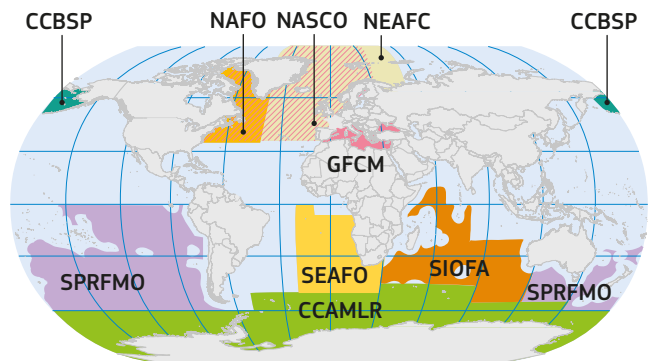 CCBSP
NAFO
NASCO
NEAFC
CCBSP
GFCM
SPRFMO
SEAFO
SIOFA
SPRFMO
CCAMLR